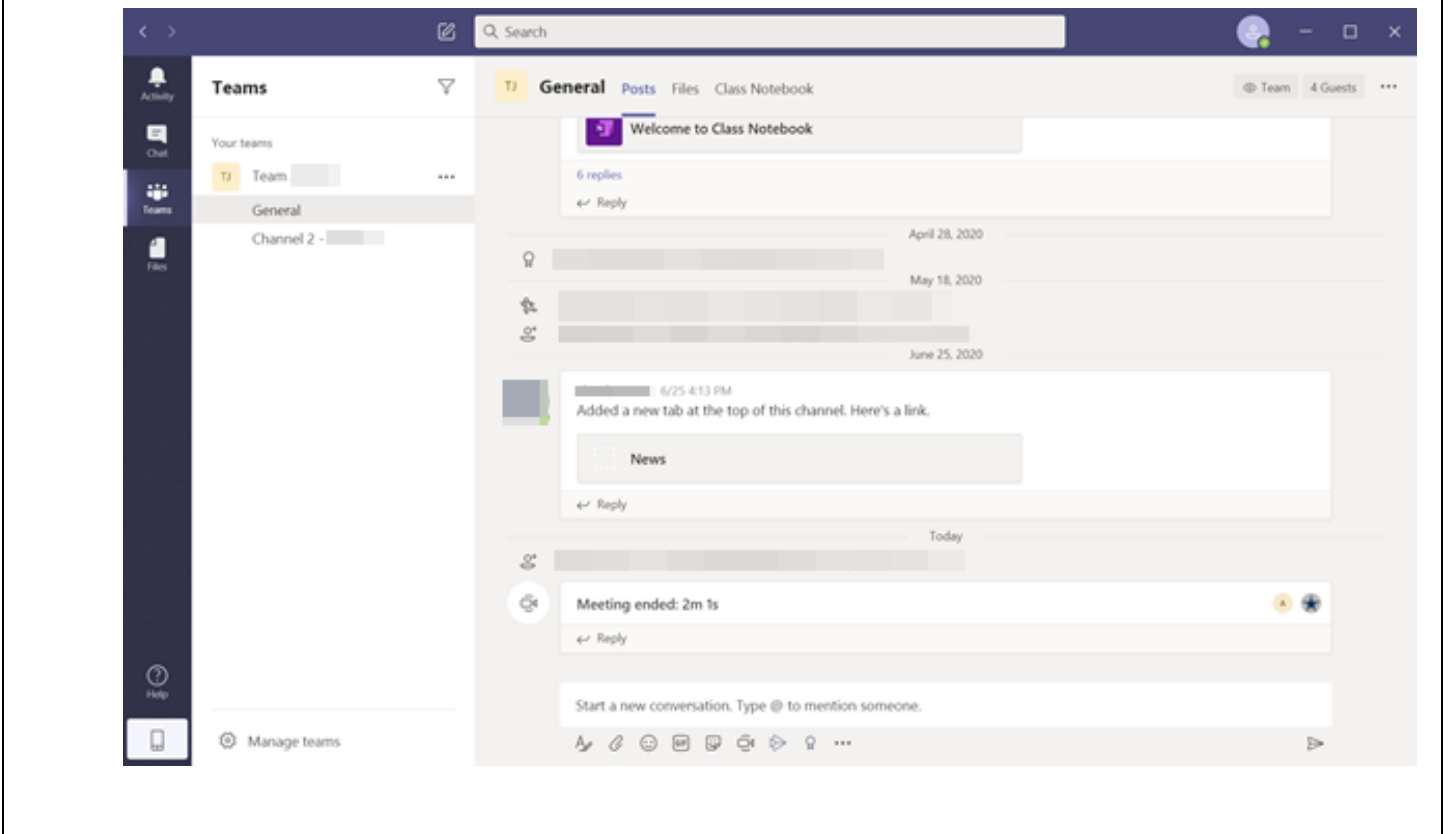 Search
Activity
Chat
Teams
Files
Help
Teams
Your teams
TJ Team
General
Channel 2 -
Manage teams
TJ General Posts Files Class Notebook
Team 4 Guests
Welcome to Class Notebook
6 replies
Reply
April 28, 2020
May 18, 2020
June 25, 2020
6/25 4:13 PM
Added a new tab at the top of this channel. Here's a link.
News
Reply
Today
Meeting ended: 2m 1s
A
Reply
Start a new conversation. Type @ to mention someone.
GIF